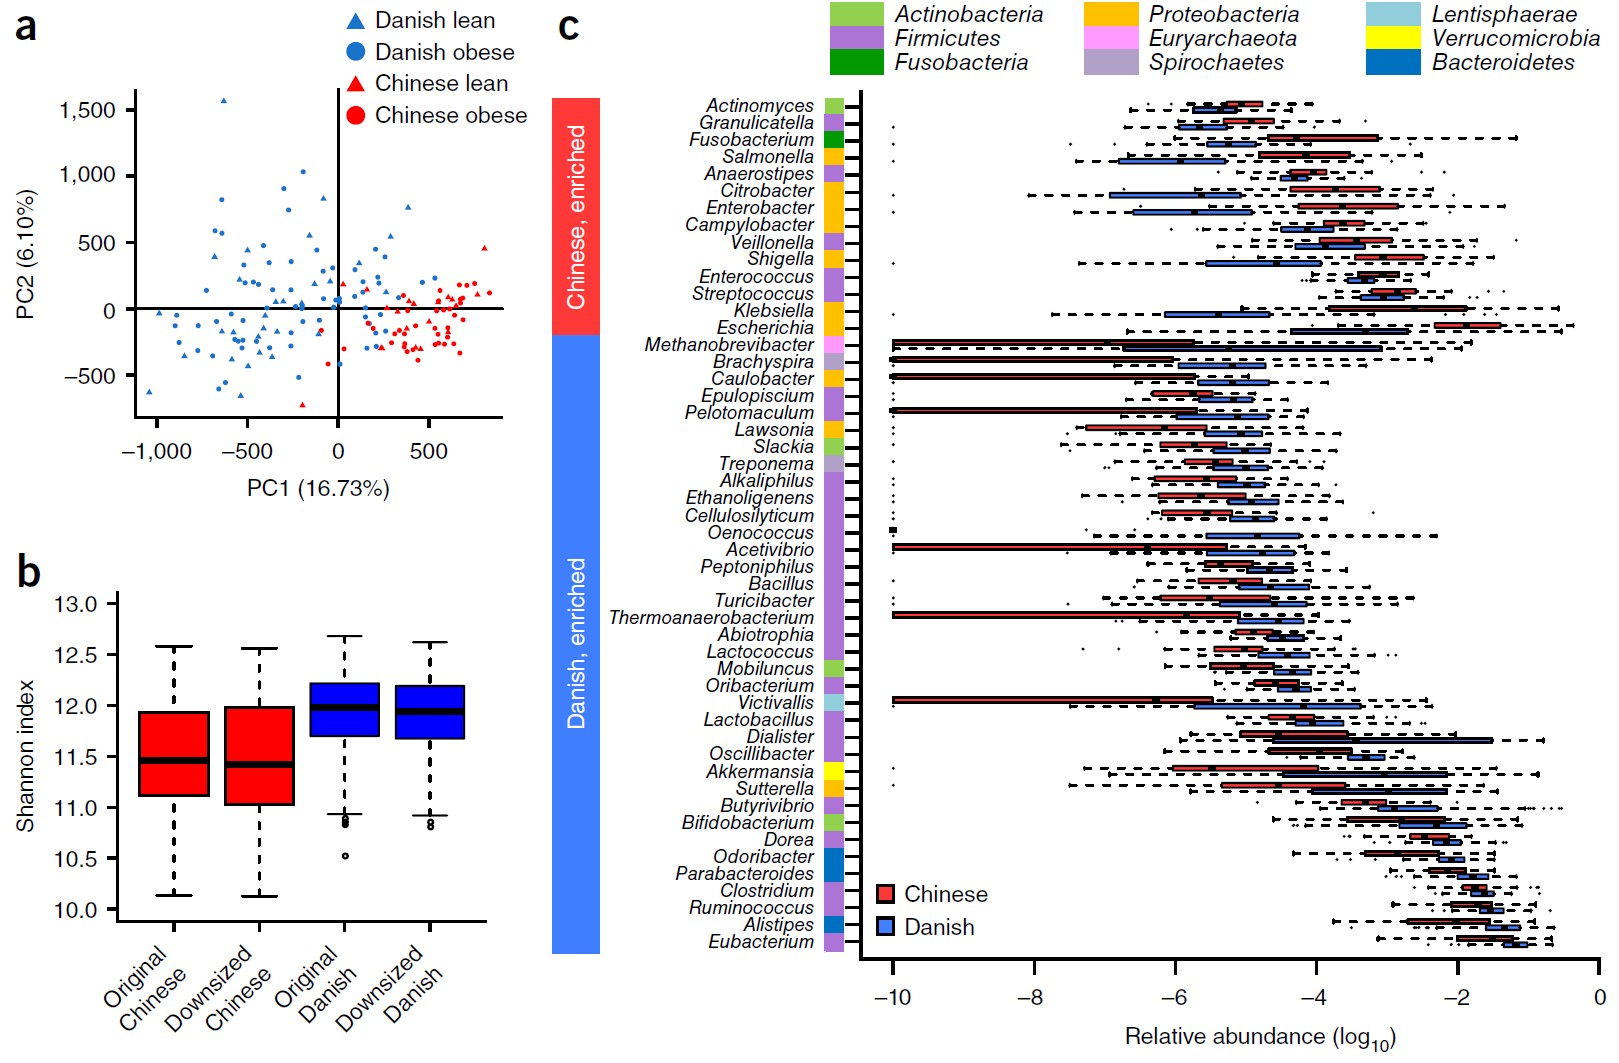 a
Danish lean
Danish obese
Chinese lean
Chinese obese
1,500
1,000
500
0
–500
PC2 (6.10%)
–1,000
–500
0
500
PC1 (16.73%)
b
13.0
12.5
12.0
11.5
11.0
10.5
10.0
Shannon index
Original
Chinese
Downsized
Chinese
Original
Danish
Downsized
Danish
c
Actinobacteria
Firmicutes
Fusobacteria
Proteobacteria
Euryarchaeota
Spirochaetes
Lentisphaerae
Verrucomicrobia
Bacteroidetes
Chinese, enriched
Danish, enriched
Actinomyces
Granulicatella
Fusobacterium
Salmonella
Anaerostipes
Citrobacter
Enterobacter
Campylobacter
Veillonella
Shigella
Enterococcus
Streptococcus
Klebsiella
Escherichia
Methanobrevibacter
Brachyspira
Caulobacter
Epulopiscium
Pelotomaculum
Lawsonia
Slackia
Treponema
Alkaliphilus
Ethanoligenens
Cellulosilyticum
Oenococcus
Acetivibrio
Peptoniphilus
Bacillus
Turicibacter
Thermoanaerobacterium
Abiotrophia
Lactococcus
Mobiluncus
Oribacterium
Victivallis
Lactobacillus
Dialister
Oscillibacter
Akkermansia
Sutterella
Butyrivibrio
Bifidobacterium
Dorea
Odoribacter
Parabacteroides
Clostridium
Ruminococcus
Alistipes
Eubacterium
Chinese
Danish
–10
–8
–6
–4
–2
0
Relative abundance (log10)